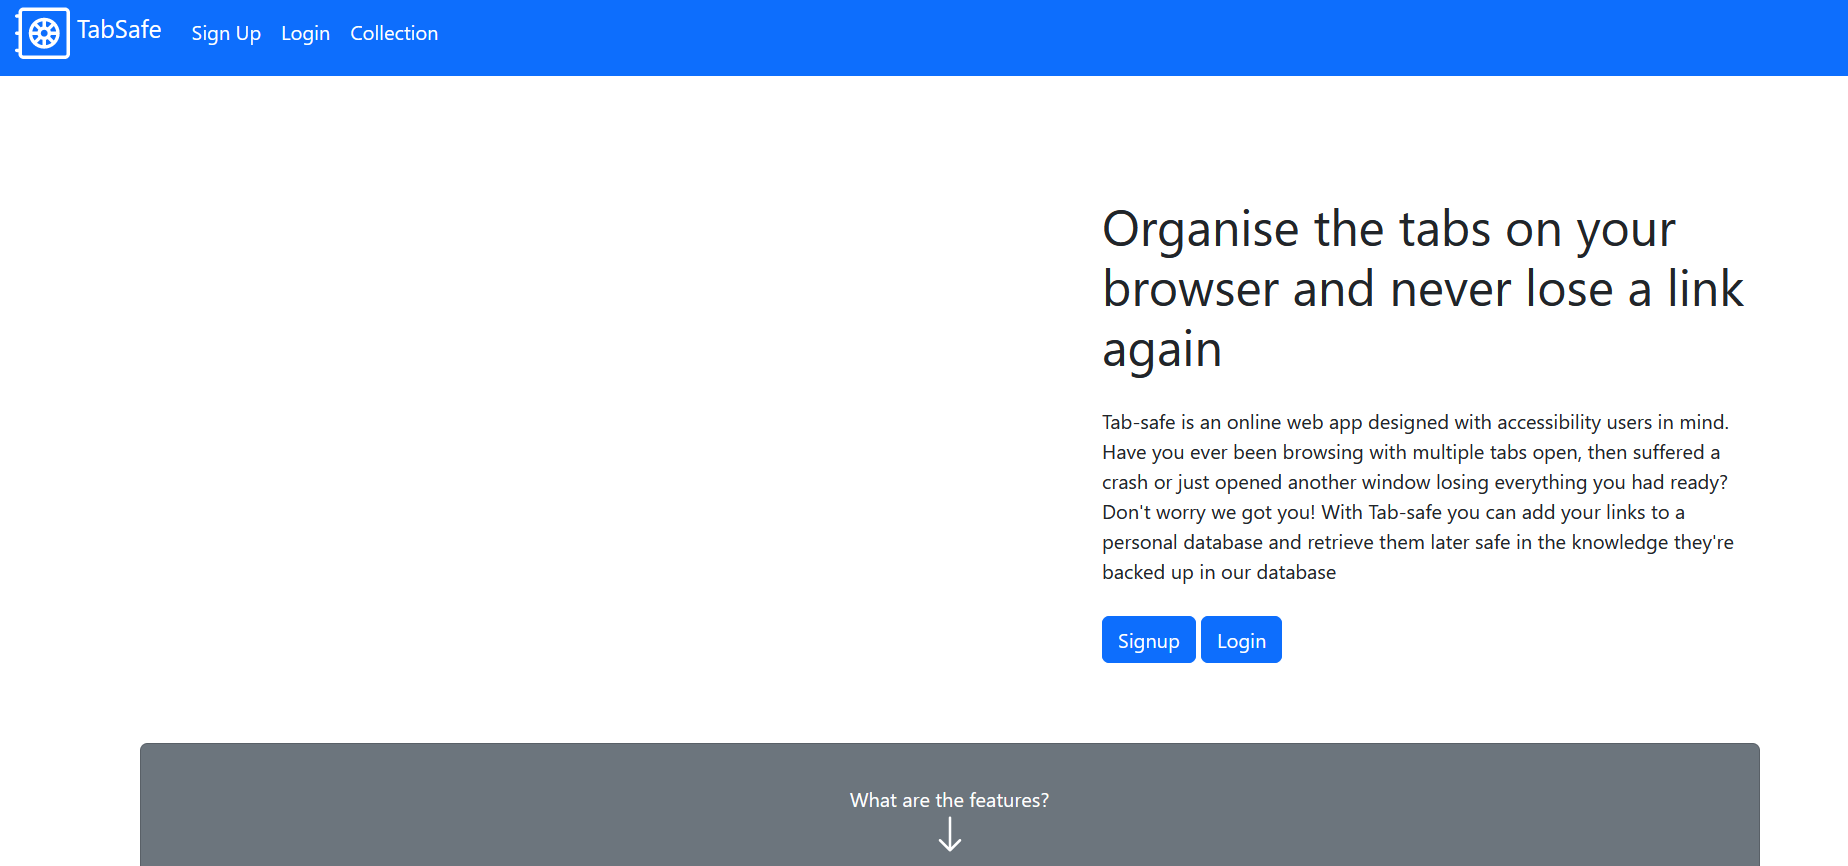 TabSafe Sign Up Login Collection
Organise the tabs on your
browser and never lose a link
again
Tab-safe is an online web app designed with accessibility users in mind.
Have you ever been browsing with multiple tabs open, then suffered a
crash or just opened another window losing everything you had ready?
Don't worry we got you! With Tab-safe you can add your links to a
personal database and retrieve them later safe in the knowledge they're
backed up in our database
Signup Login
What are the features?